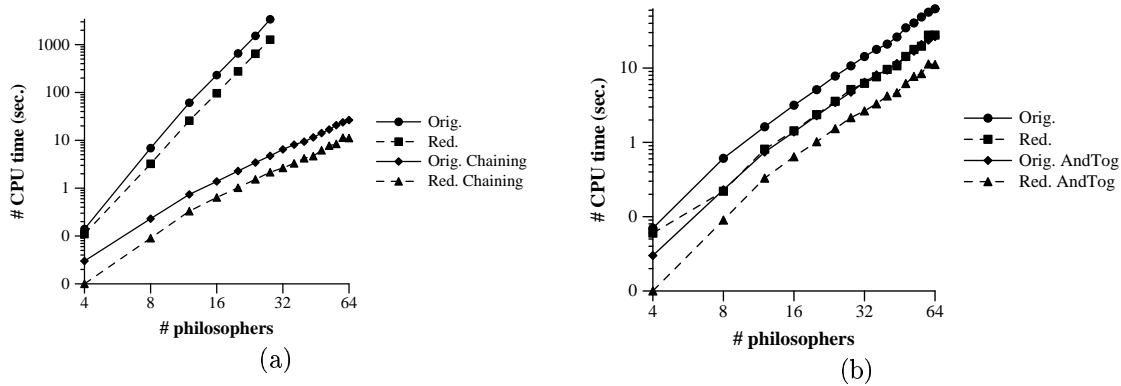 1000
100
10
1
0
0
# CPU time (sec.)
4 8 16 32 64
# philosophers
Orig.
Red.
Orig. Chaining
Red. Chaining
(a)
10
1
0
0
# CPU time (sec.)
4 8 16 32 64
# philosophers
Orig.
Red.
Orig. AndTog
Red. AndTog
(b)